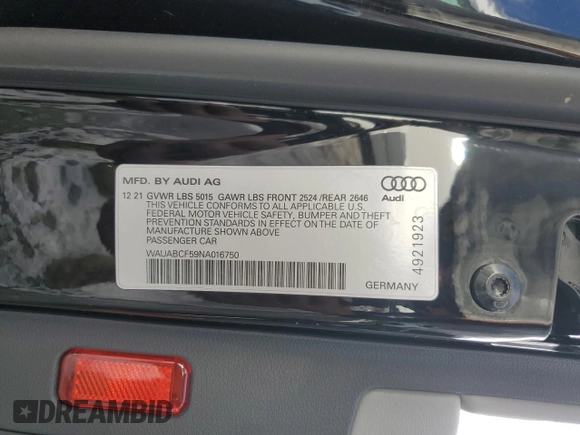 MFD. BY AUDI AG
12 21 GVWR LBS 5015 GAWR LBS FRONT 2524 /REAR 2646
THIS VEHICLE CONFORMS TO ALL APPLICABLE U.S.
FEDERAL MOTOR VEHICLE SAFETY, BUMPER AND THEFT
PREVENTION STANDARDS IN EFFECT ON THE DATE OF
MANUFACTURE SHOWN ABOVE
PASSENGER CAR
WAUABCF59NA016750
Audi
4921923
GERMANY
DREAMBID